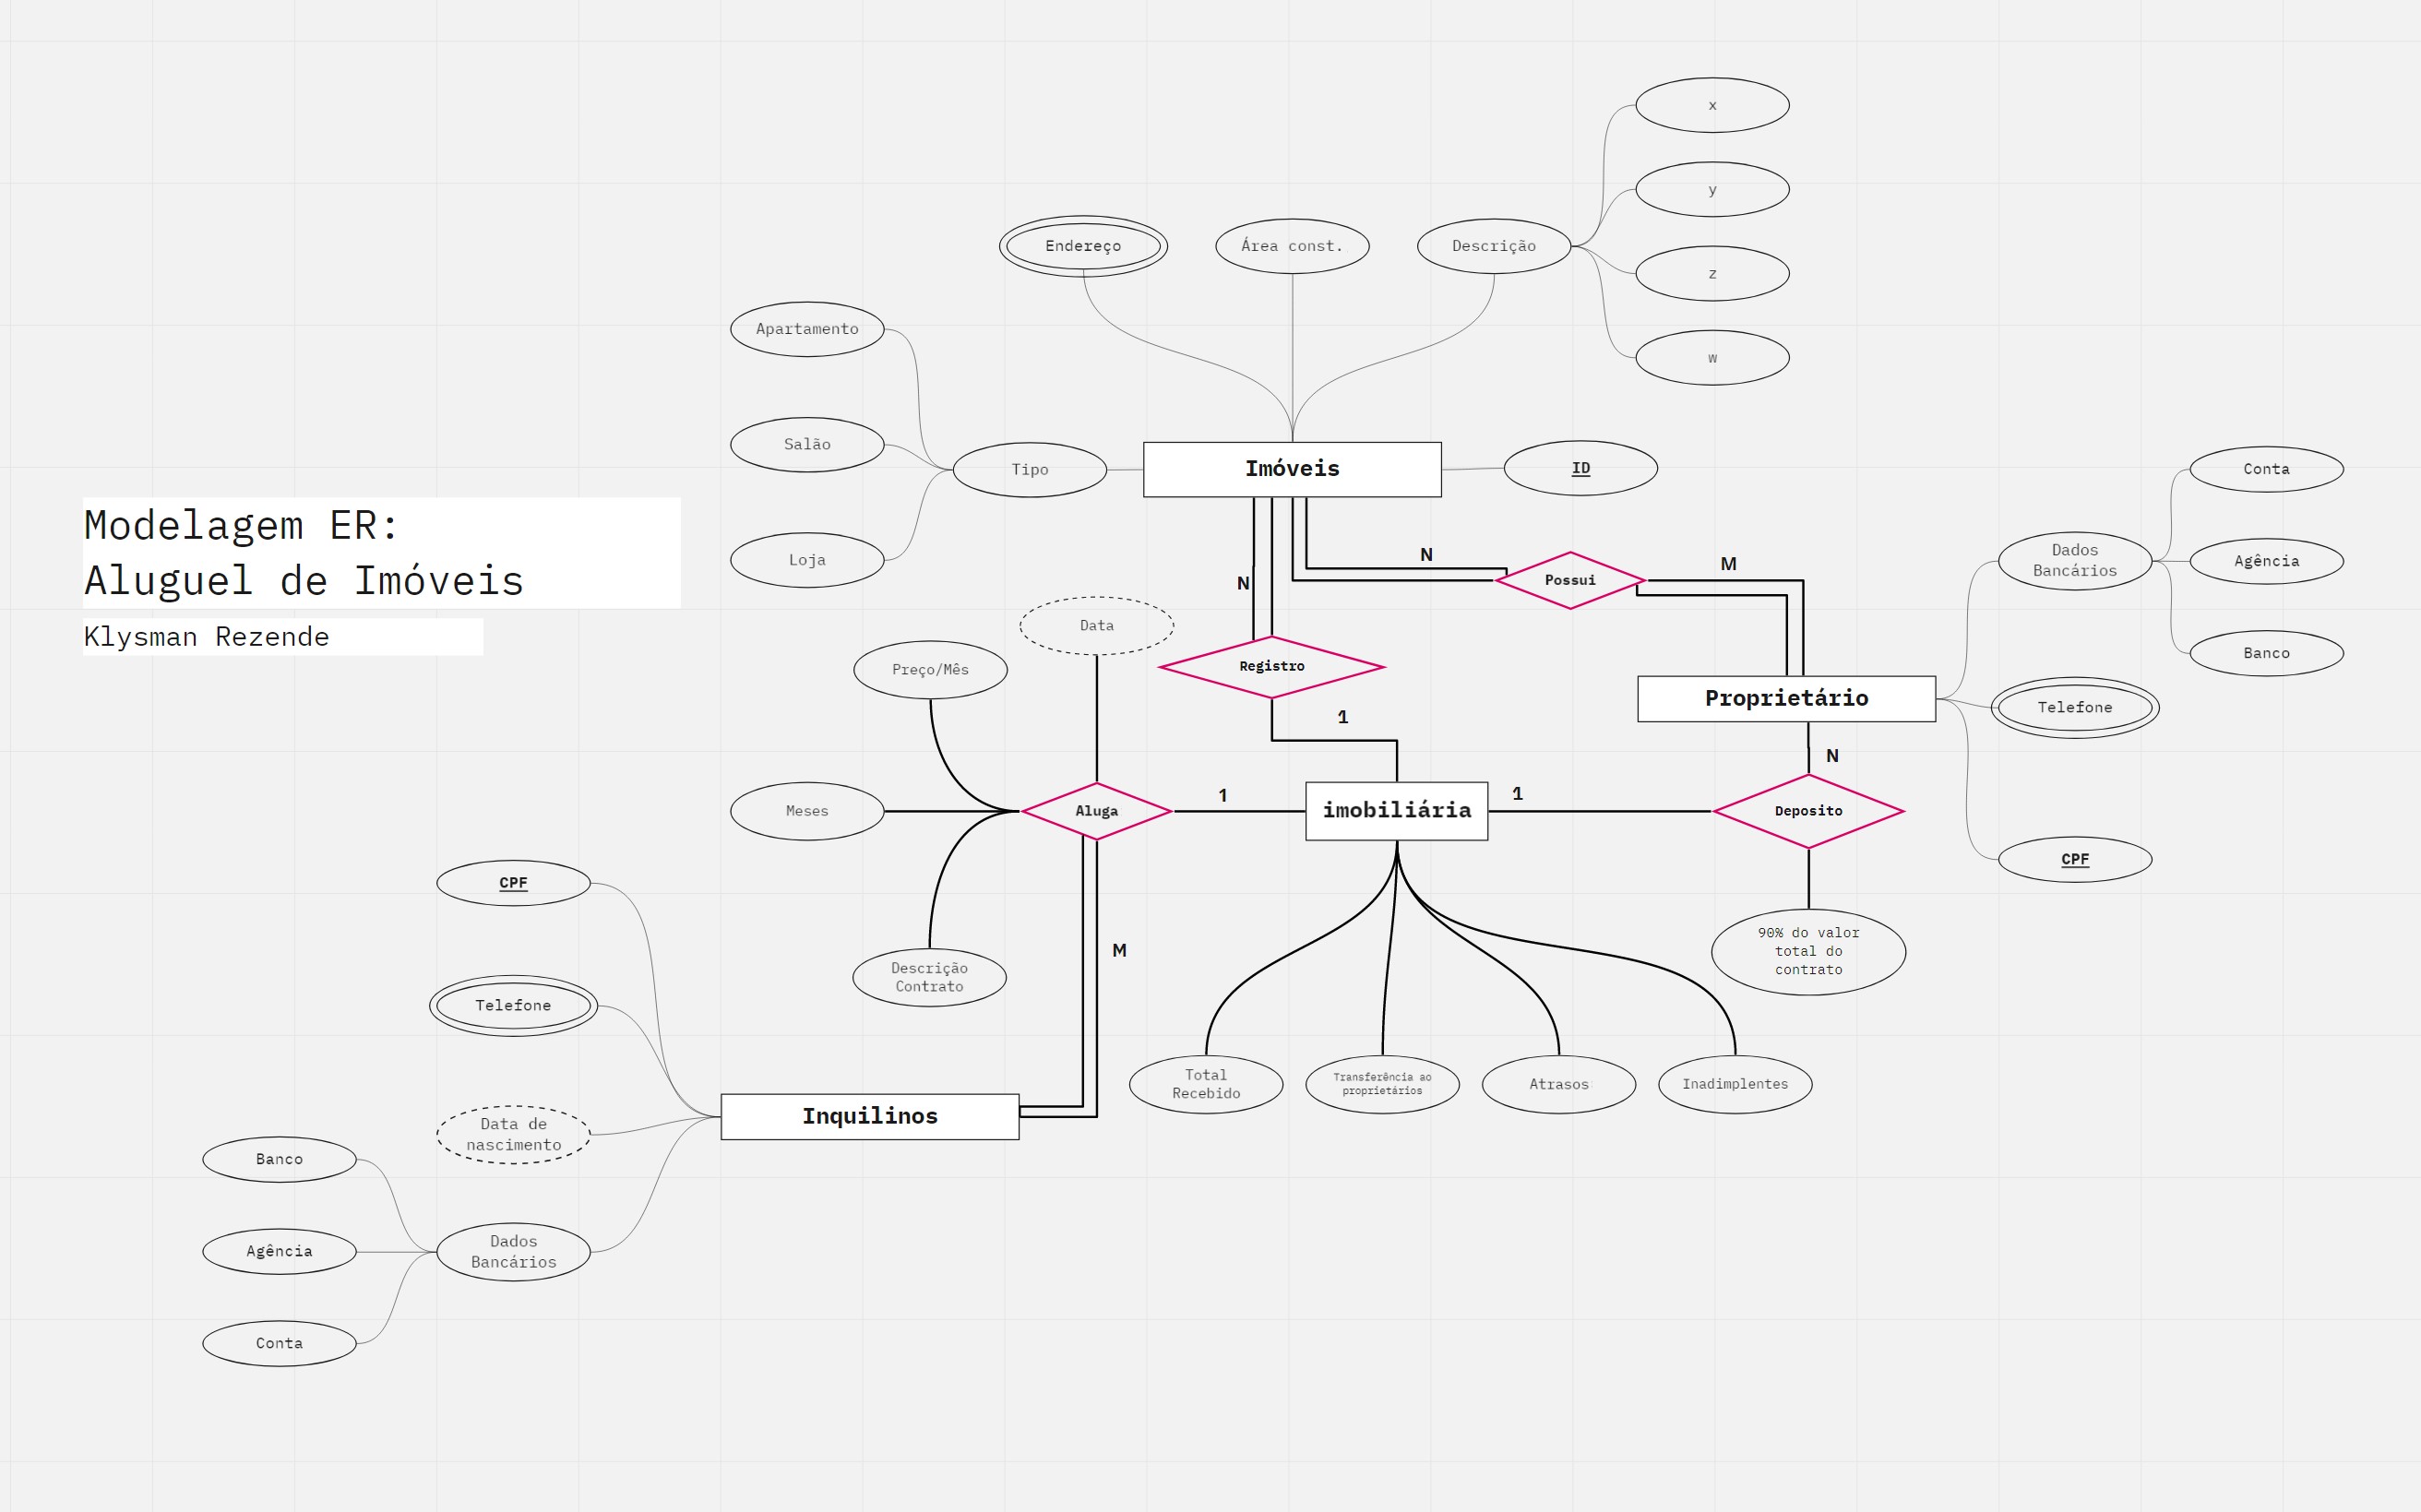 Modelagem ER:
Aluguel de Imóveis
Klysman Rezende
x
y
z
w
Endereço
Área const.
Descrição
Apartamento
Salão
Loja
Tipo
Imóveis
ID
N
N
Possui
M
Registro
1
Proprietário
Dados
Bancários
Conta
Agência
Banco
Telefone
CPF
N
Deposito
90% do valor
total do
contrato
1
imobiliária
1
Data
Preço/Mês
Meses
Aluga
Descrição
Contrato
M
Total
Recebido
Transferência ao
proprietários
Atrasos
Inadimplentes
CPF
Telefone
Data de
nascimento
Inquilinos
Dados
Bancários
Banco
Agência
Conta